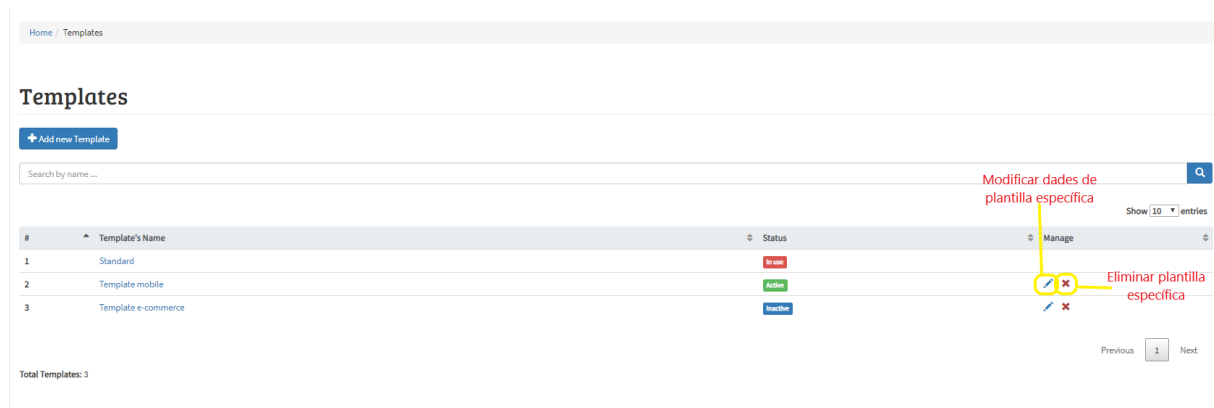 Home / Templates
Templates
Add new Template
Search by name ...
Modificar dades de
plantilla específica
Show 10 entries
# Template's Name Status Manage
1 Standard In use
2 Template mobile Active
Eliminar plantilla
específica
3 Template e-commerce Inactive
Previous 1 Next
Total Templates: 3